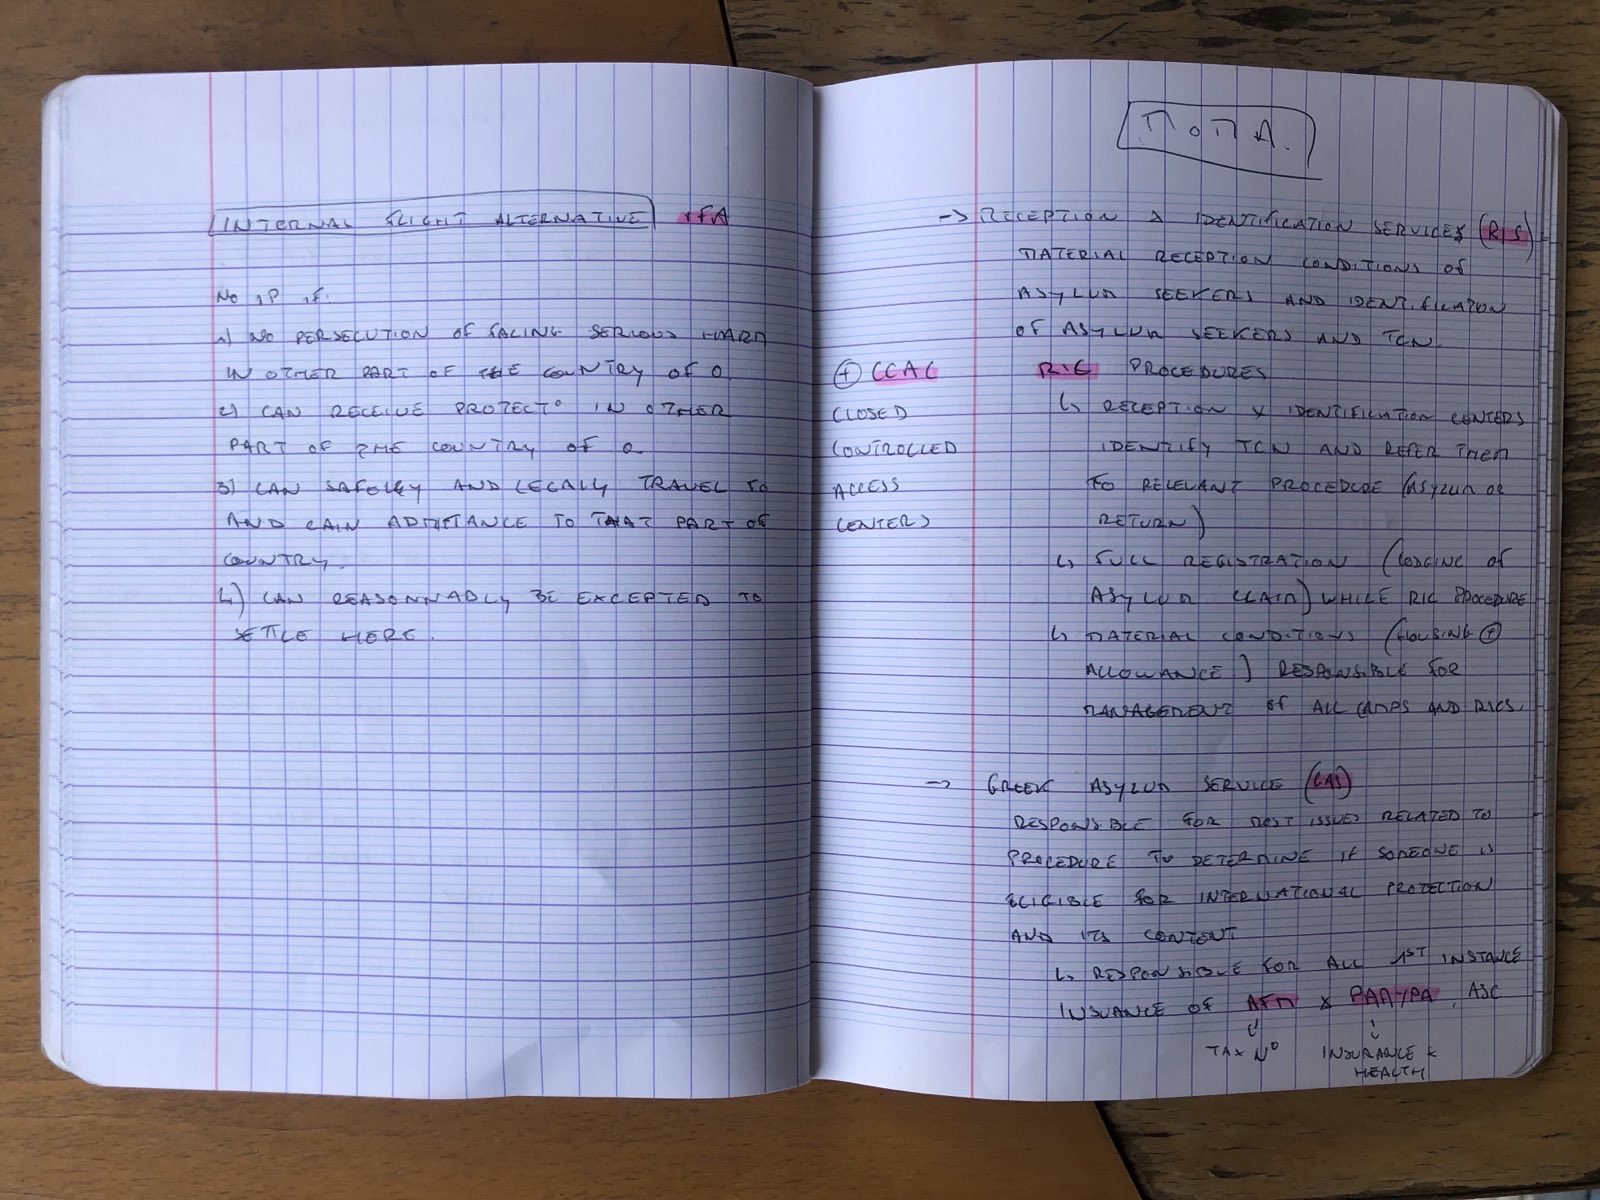 INTERNAL FLIGHT ALTERNATIVE IFA
No IP if.
1) NO PERSECUTION OF FACING SERIOUS HARM
IN OTHER PART OF THE COUNTRY OF O.
2) CAN RECEIVE PROTECT° IN OTHER
PART OF THE COUNTRY OF O.
3) CAN SAFELY AND LEGALLY TRAVEL TO
AND GAIN ADMITTANCE TO THAT PART OF
COUNTRY.
4) CAN REASONNABLY BE EXCEPTED TO
SETTLE HERE.
MoMA.
→ RECEPTION & IDENTIFICATION SERVICES (RIS)
MATERIAL RECEPTION CONDITIONS OF
ASYLUM SEEKERS AND IDENTIFICATION
OF ASYLUM SEEKERS AND TCN.
⊕ CCAC
CLOSED
CONTROLLED
ACCESS
CENTERS
RIC PROCEDURES
↳ RECEPTION & IDENTIFICATION CENTERS
IDENTIFY TCN AND REFER THEM
TO RELEVANT PROCEDURE (ASYLUM OR
RETURN)
↳ FULL REGISTRATION (LODGING OF
ASYLUM CLAIM) WHILE RIC PROCEDURE
↳ MATERIAL CONDITIONS (HOUSING ⊕
ALLOWANCE) RESPONSIBLE FOR
MANAGEMENT OF ALL CAMPS AND RICS.
→ GREEK ASYLUM SERVICE (GAS)
RESPONSIBLE FOR MOST ISSUES RELATED TO
PROCEDURE TO DETERMINE IF SOMEONE IS
ELIGIBLE FOR INTERNATIONAL PROTECTION
AND ITS CONTENT
↳ RESPONSIBLE FOR ALL 1ST INSTANCE
INSUANCE OF AFM & PAAYPA, ASC
↓ ↓
TAX N° INSURANCE &
HEALTH